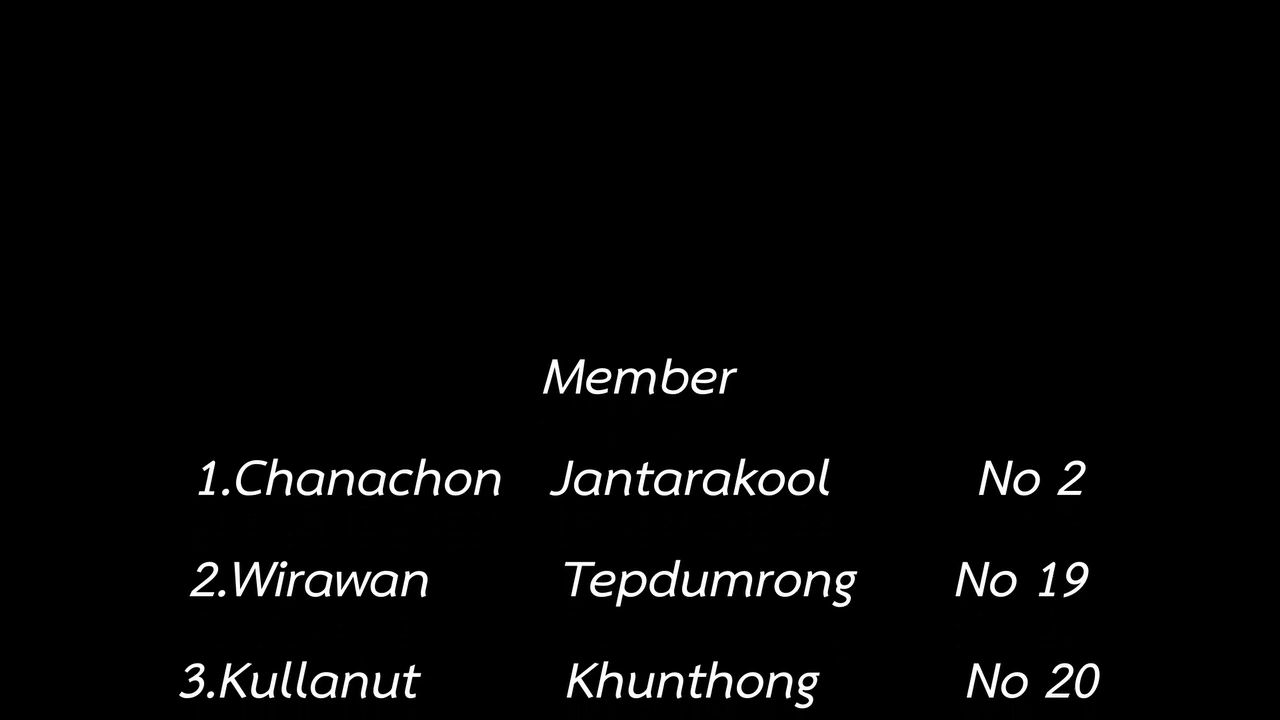 Member
1.Chanachon Jantarakool No 2
2.Wirawan Tepdumrong No 19
3.Kullanut Khunthong No 20